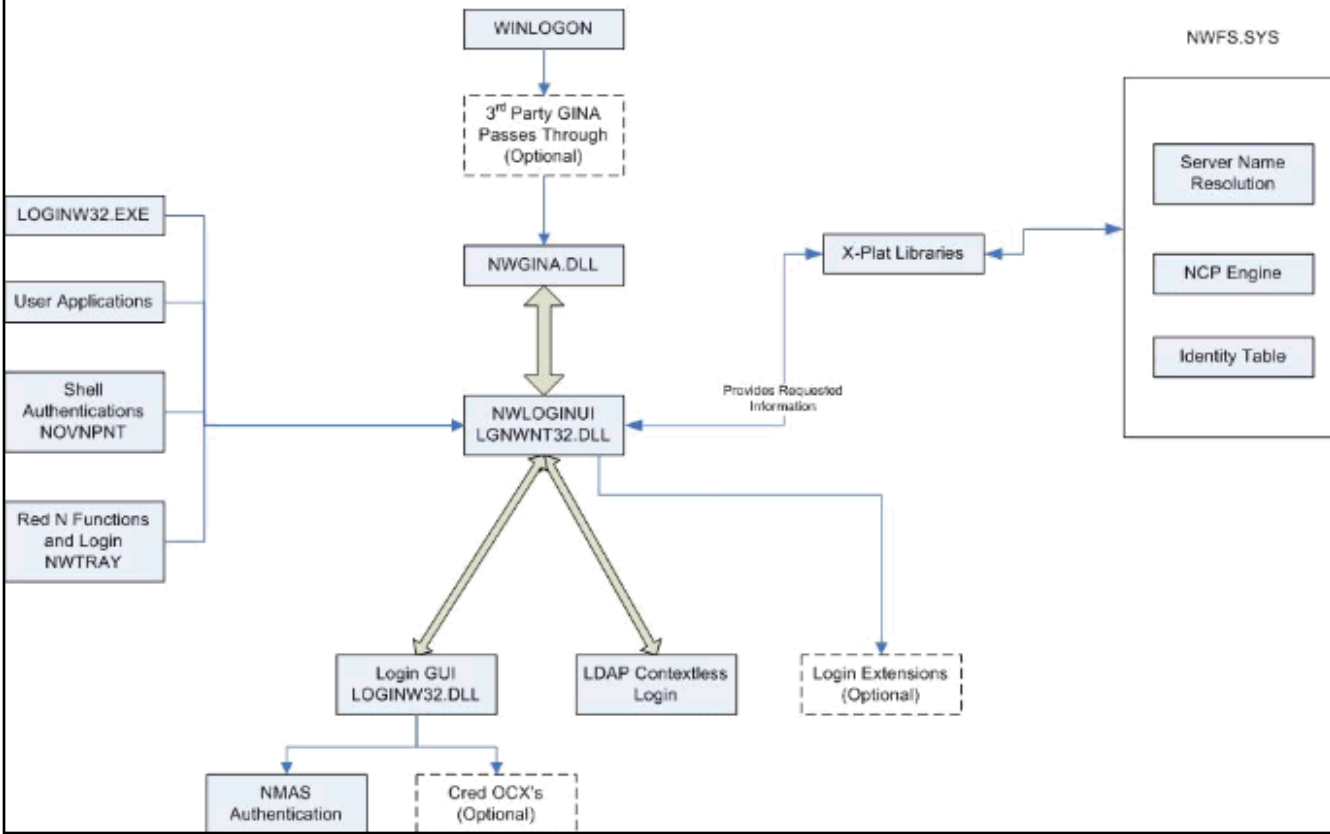 WINLOGON
NWFS.SYS
3rd Party GINA
Passes Through
(Optional)
Server Name
Resolution
LOGINW32.EXE
NWGINA.DLL
X-Plat Libraries
NCP Engine
User Applications
Identity Table
Shell
Authentications
NOVNPNT
Provides Requested
Information
NWLOGINUI
LGNWNT32.DLL
Red N Functions
and Login
NWTRAY
Login GUI
LOGINW32.DLL
LDAP Contextless
Login
Login Extensions
(Optional)
NMAS
Authentication
Cred OCX's
(Optional)